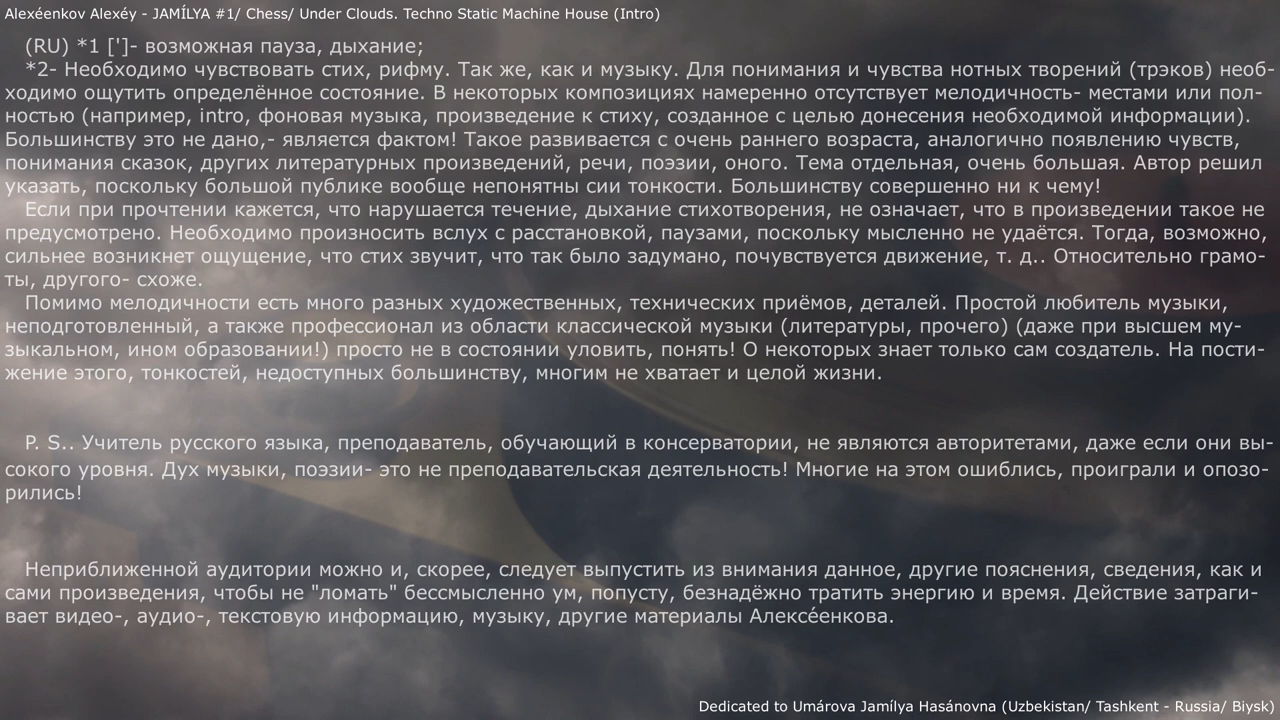 Alexéenkov Alexéy - JAMÍLYA #1/ Chess/ Under Clouds. Techno Static Machine House (Intro)
(RU) *1 [']- возможная пауза, дыхание;
*2- Необходимо чувствовать стих, рифму. Так же, как и музыку. Для понимания и чувства нотных творений (трэков) необ-
ходимо ощутить определённое состояние. В некоторых композициях намеренно отсутствует мелодичность- местами или пол-
ностью (например, intro, фоновая музыка, произведение к стиху, созданное с целью донесения необходимой информации).
Большинству это не дано,- является фактом! Такое развивается с очень раннего возраста, аналогично появлению чувств,
понимания сказок, других литературных произведений, речи, поэзии, оного. Тема отдельная, очень большая. Автор решил
указать, поскольку большой публике вообще непонятны сии тонкости. Большинству совершенно ни к чему!
Если при прочтении кажется, что нарушается течение, дыхание стихотворения, не означает, что в произведении такое не
предусмотрено. Необходимо произносить вслух с расстановкой, паузами, поскольку мысленно не удаётся. Тогда, возможно,
сильнее возникнет ощущение, что стих звучит, что так было задумано, почувствуется движение, т. д.. Относительно грамо-
ты, другого- схоже.
Помимо мелодичности есть много разных художественных, технических приёмов, деталей. Простой любитель музыки,
неподготовленный, а также профессионал из области классической музыки (литературы, прочего) (даже при высшем му-
зыкальном, ином образовании!) просто не в состоянии уловить, понять! О некоторых знает только сам создатель. На пости-
жение этого, тонкостей, недоступных большинству, многим не хватает и целой жизни.
P. S.. Учитель русского языка, преподаватель, обучающий в консерватории, не являются авторитетами, даже если они вы-
сокого уровня. Дух музыки, поэзии- это не преподавательская деятельность! Многие на этом ошиблись, проиграли и опозо-
рились!
Неприближенной аудитории можно и, скорее, следует выпустить из внимания данное, другие пояснения, сведения, как и
сами произведения, чтобы не "ломать" бессмысленно ум, попусту, безнадёжно тратить энергию и время. Действие затраги-
вает видео-, аудио-, текстовую информацию, музыку, другие материалы Алексе́енкова.
Dedicated to Umárova Jamílya Hasánovna (Uzbekistan/ Tashkent - Russia/ Biysk)